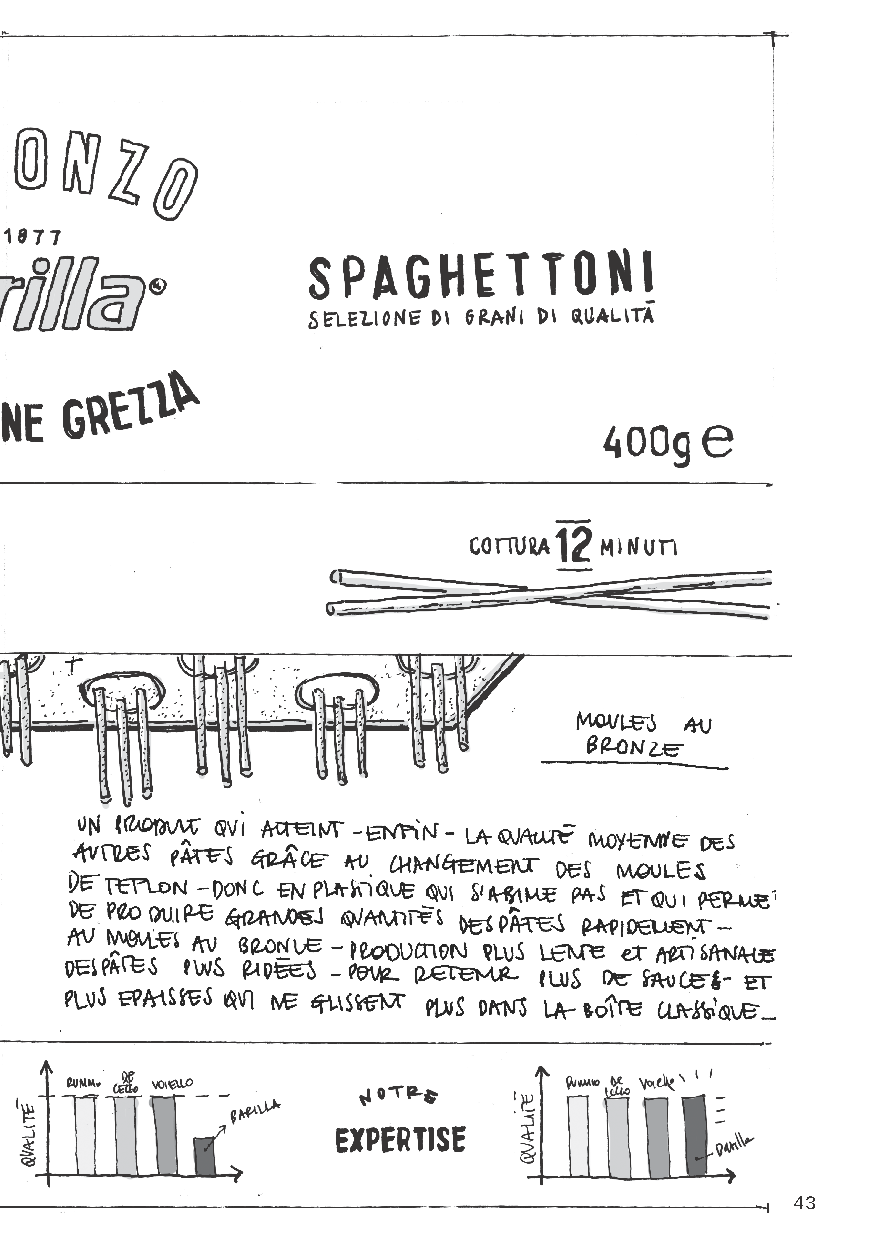 ONZO
1877
rilla®
NE GREZZA
SPAGHETTONI
SELEZIONE DI GRANI DI QUALITÀ
400g e
COTTURA 12 MINUTI
MOULES AU
BRONZE
UN PRODUIT QUI ATTEINT - ENFIN - LA QUALITÉ MOYENNE DES
AUTRES PÂTES GRÂCE AU CHANGEMENT DES MOULES
DE TEFLON - DONC EN PLASTIQUE QUI S'ABIME PAS ET QUI PERMET
DE PRODUIRE GRANDES QUANTITÉS DES PÂTES RAPIDEMENT -
AU MOULES AU BRONZE - PRODUCTION PLUS LENTE et ARTISANALE
DES PÂTES PLUS RIDÉES - POUR RETENIR PLUS DE SAUCES - ET
PLUS EPAISSES QUI NE GLISSENT PLUS DANS LA BOÎTE CLASSIQUE_
QUALITÉ
RUMMO
DE
CECCO
VOIELLO
BARILLA
NOTRE
EXPERTISE
QUALITÉ
RUMMO
DE
CECCO
Voiello
Barilla
43